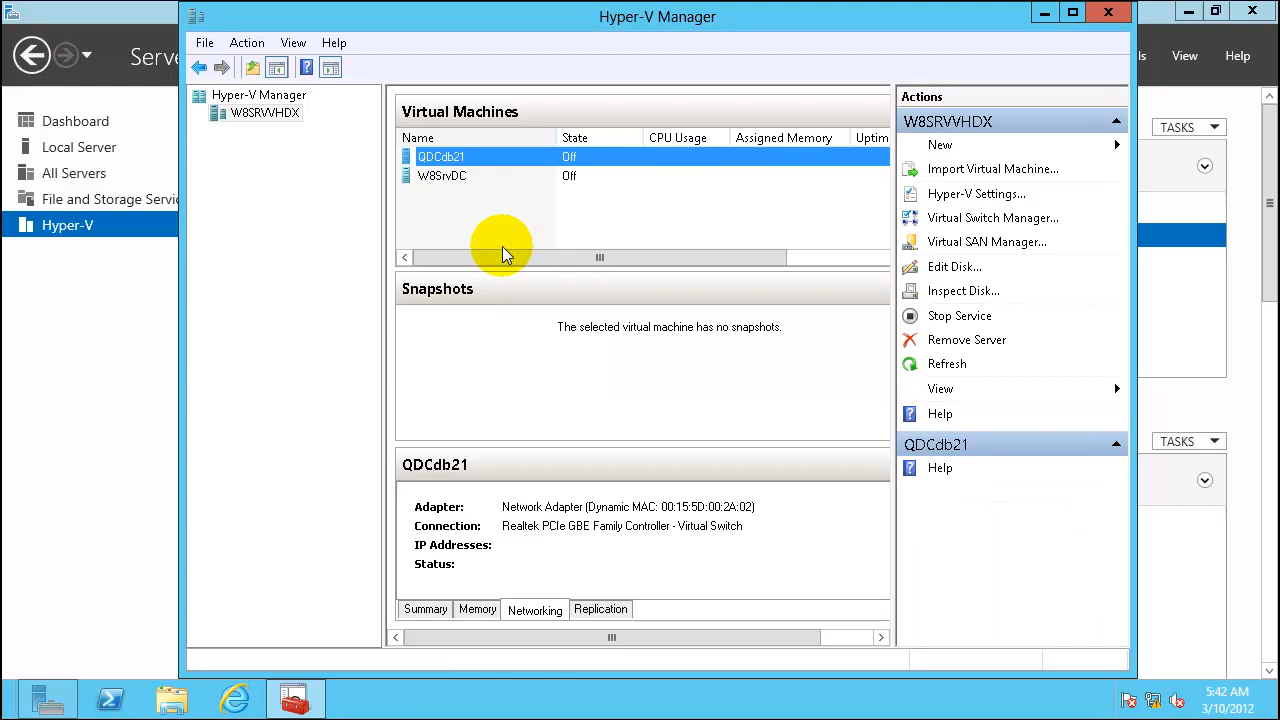 Hyper-V Manager
Serve
ls View Help
File Action View Help
Dashboard
Local Server
All Servers
File and Storage Servic
Hyper-V
Hyper-V Manager
W8SRVVHDX
Virtual Machines
Name State CPU Usage Assigned Memory Uptim
QDCdb21 Off
W8SrvDC Off
Snapshots
The selected virtual machine has no snapshots.
QDCdb21
Adapter: Network Adapter (Dynamic MAC: 00:15:5D:00:2A:02)
Connection: Realtek PCIe GBE Family Controller - Virtual Switch
IP Addresses:
Status:
Summary Memory Networking Replication
Actions
W8SRVVHDX
New
Import Virtual Machine...
Hyper-V Settings...
Virtual Switch Manager...
Virtual SAN Manager...
Edit Disk...
Inspect Disk...
Stop Service
Remove Server
Refresh
View
Help
QDCdb21
Help
TASKS
TASKS
5:42 AM
3/10/2012